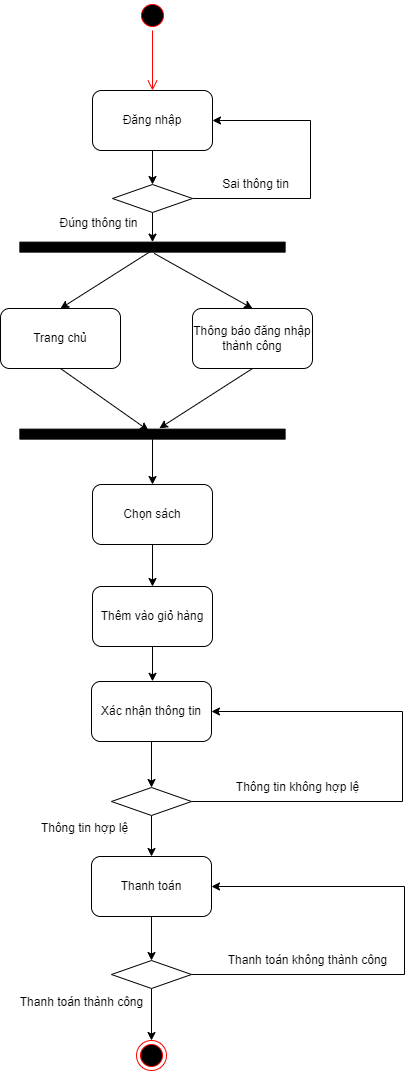 Đăng nhập
Sai thông tin
Đúng thông tin
Trang chủ
Thông báo đăng nhập
thành công
Chọn sách
Thêm vào giỏ hàng
Xác nhận thông tin
Thông tin không hợp lệ
Thông tin hợp lệ
Thanh toán
Thanh toán không thành công
Thanh toán thành công